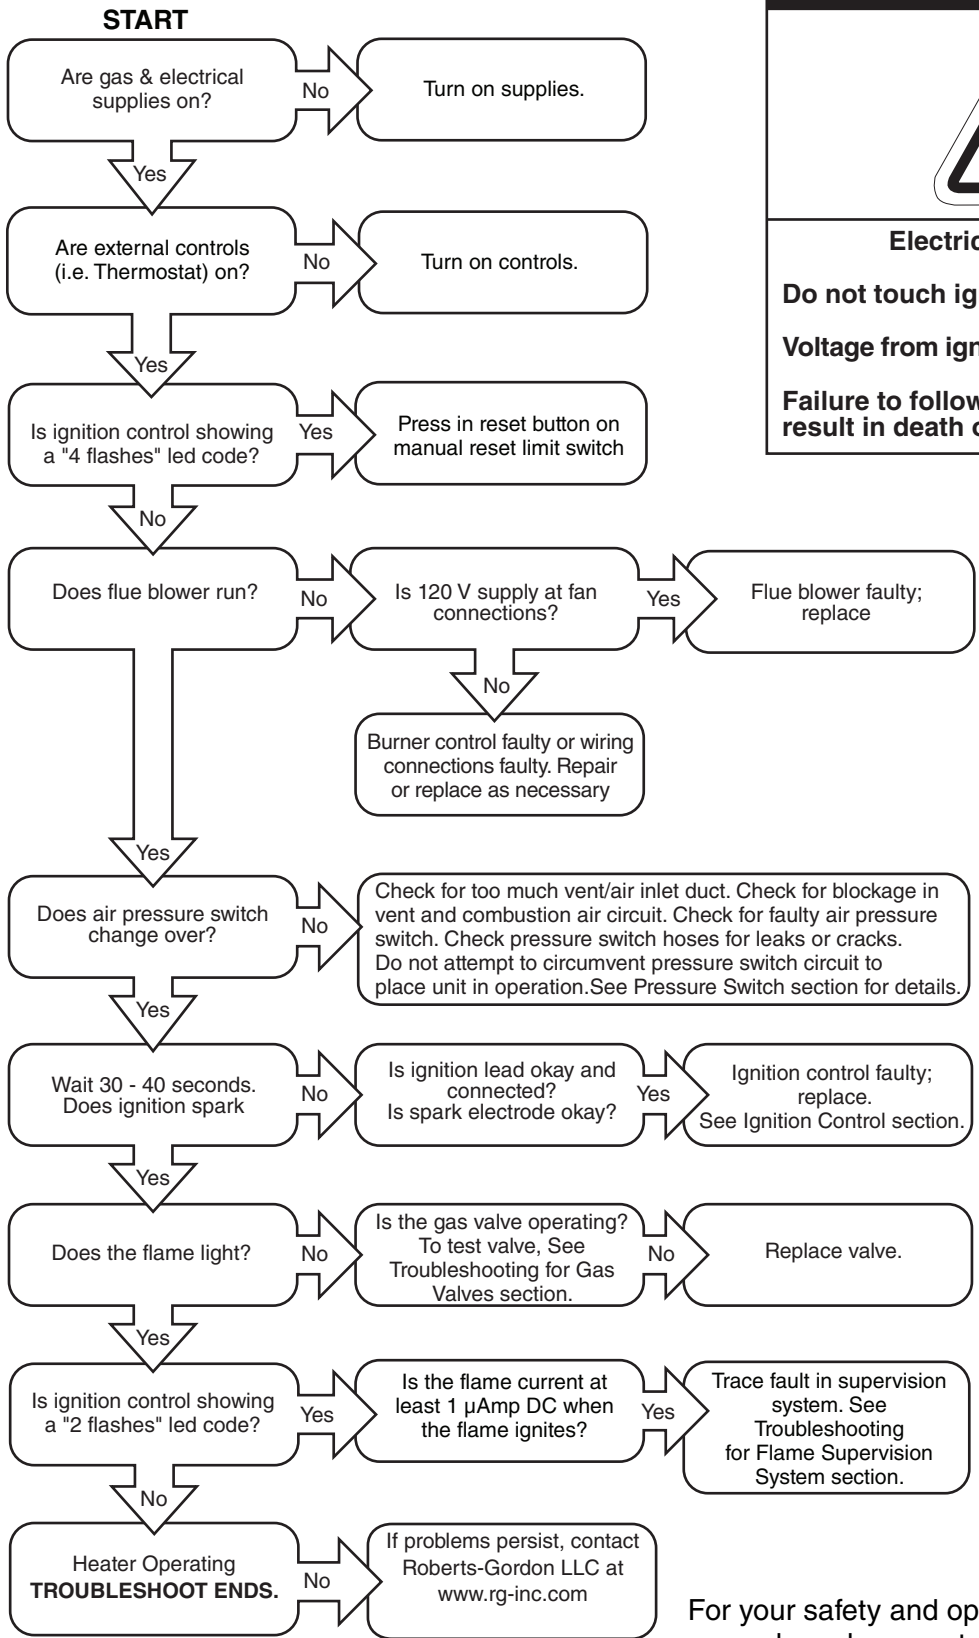 START
Are gas & electrical
supplies on?
No
Turn on supplies.
Yes
Are external controls
(i.e. Thermostat) on?
No
Turn on controls.
Yes
Is ignition control showing
a "4 flashes" led code?
Yes
Press in reset button on
manual reset limit switch
No
Does flue blower run?
No
Is 120 V supply at fan
connections?
Yes
Flue blower faulty;
replace
No
Burner control faulty or wiring
connections faulty. Repair
or replace as necessary
Yes
Does air pressure switch
change over?
No
Check for too much vent/air inlet duct. Check for blockage in
vent and combustion air circuit. Check for faulty air pressure
switch. Check pressure switch hoses for leaks or cracks.
Do not attempt to circumvent pressure switch circuit to
place unit in operation.See Pressure Switch section for details.
Yes
Wait 30 - 40 seconds.
Does ignition spark
No
Is ignition lead okay and
connected?
Is spark electrode okay?
Yes
Ignition control faulty;
replace.
See Ignition Control section.
Yes
Does the flame light?
No
Is the gas valve operating?
To test valve, See
Troubleshooting for Gas
Valves section.
No
Replace valve.
Yes
Is ignition control showing
a "2 flashes" led code?
Yes
Is the flame current at
least 1 µAmp DC when
the flame ignites?
Yes
Trace fault in supervision
system. See
Troubleshooting
for Flame Supervision
System section.
No
Heater Operating
TROUBLESHOOT ENDS.
No
If problems persist, contact
Roberts-Gordon LLC at
www.rg-inc.com
Do not touch
Voltage from
Failure to follow
result in death
For your safety and